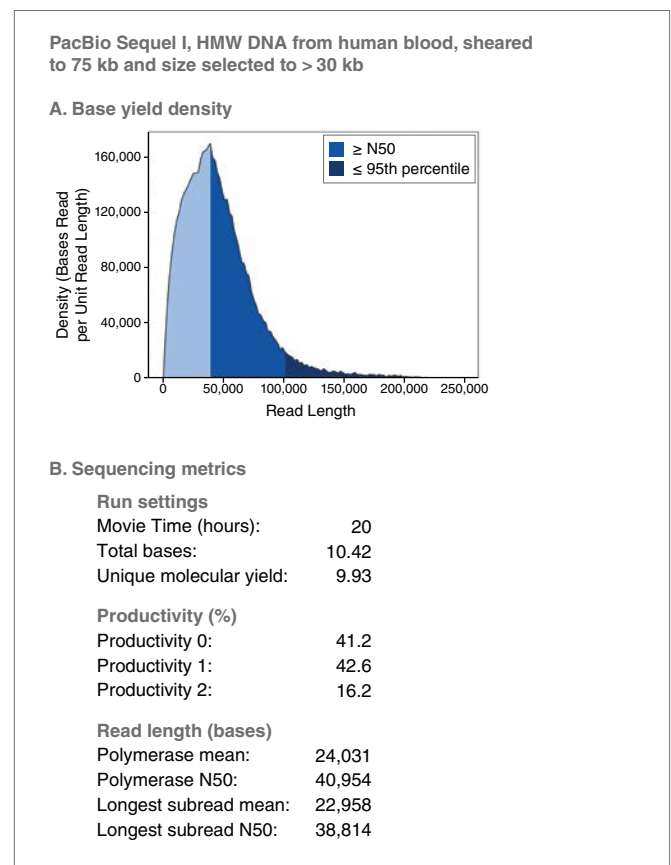 PacBio Sequel I, HMW DNA from human blood, sheared
to 75 kb and size selected to > 30 kb
A. Base yield density
≥ N50
≤ 95th percentile
Density (Bases Read
per Unit Read Length)
160,000
120,000
80,000
40,000
0
0 50,000 100,000 150,000 200,000 250,000
Read Length
B. Sequencing metrics
Run settings
Movie Time (hours): 20
Total bases: 10.42
Unique molecular yield: 9.93
Productivity (%)
Productivity 0: 41.2
Productivity 1: 42.6
Productivity 2: 16.2
Read length (bases)
Polymerase mean: 24,031
Polymerase N50: 40,954
Longest subread mean: 22,958
Longest subread N50: 38,814